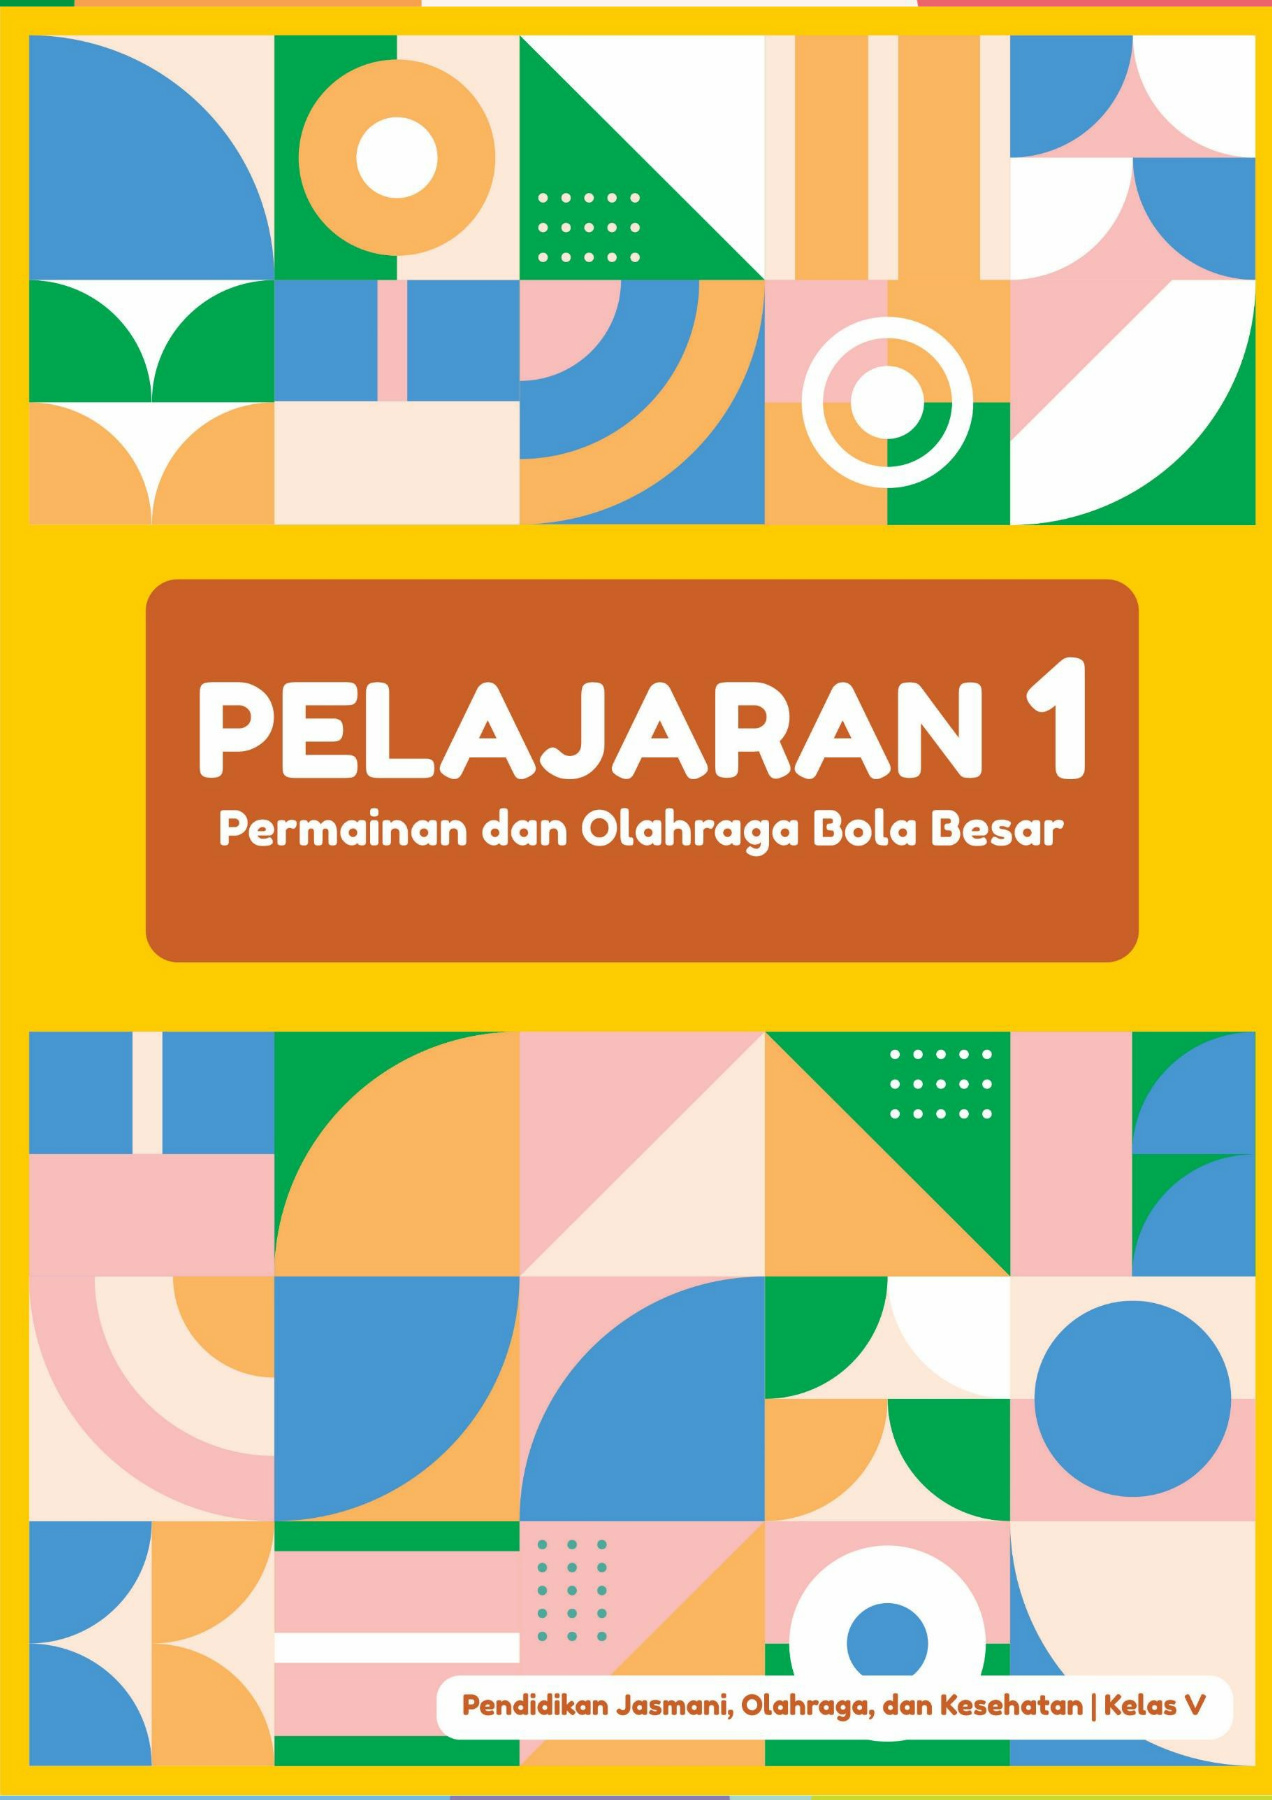 PELAJARAN 1
Permainan dan Olahraga Bola Besar
Pendidikan Jasmani, Olahraga, dan Kesehatan | Kelas V